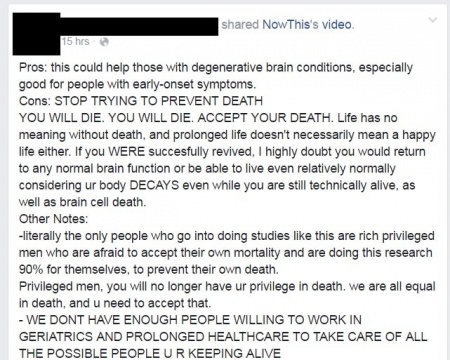 shared NowThis's video.
15 hrs ·
Pros: this could help those with degenerative brain conditions, especially
good for people with early-onset symptoms.
Cons: STOP TRYING TO PREVENT DEATH
YOU WILL DIE. YOU WILL DIE. ACCEPT YOUR DEATH. Life has no
meaning without death, and prolonged life doesn't necessarily mean a happy
life either. If you WERE succesfully revived, I highly doubt you would return
to any normal brain function or be able to live even relatively normally
considering ur body DECAYS even while you are still technically alive, as
well as brain cell death.
Other Notes:
-literally the only people who go into doing studies like this are rich privileged
men who are afraid to accept their own mortality and are doing this research
90% for themselves, to prevent their own death.
Privileged men, you will no longer have ur privilege in death. we are all equal
in death, and u need to accept that.
- WE DONT HAVE ENOUGH PEOPLE WILLING TO WORK IN
GERIATRICS AND PROLONGED HEALTHCARE TO TAKE CARE OF ALL
THE POSSIBLE PEOPLE U R KEEPING ALIVE